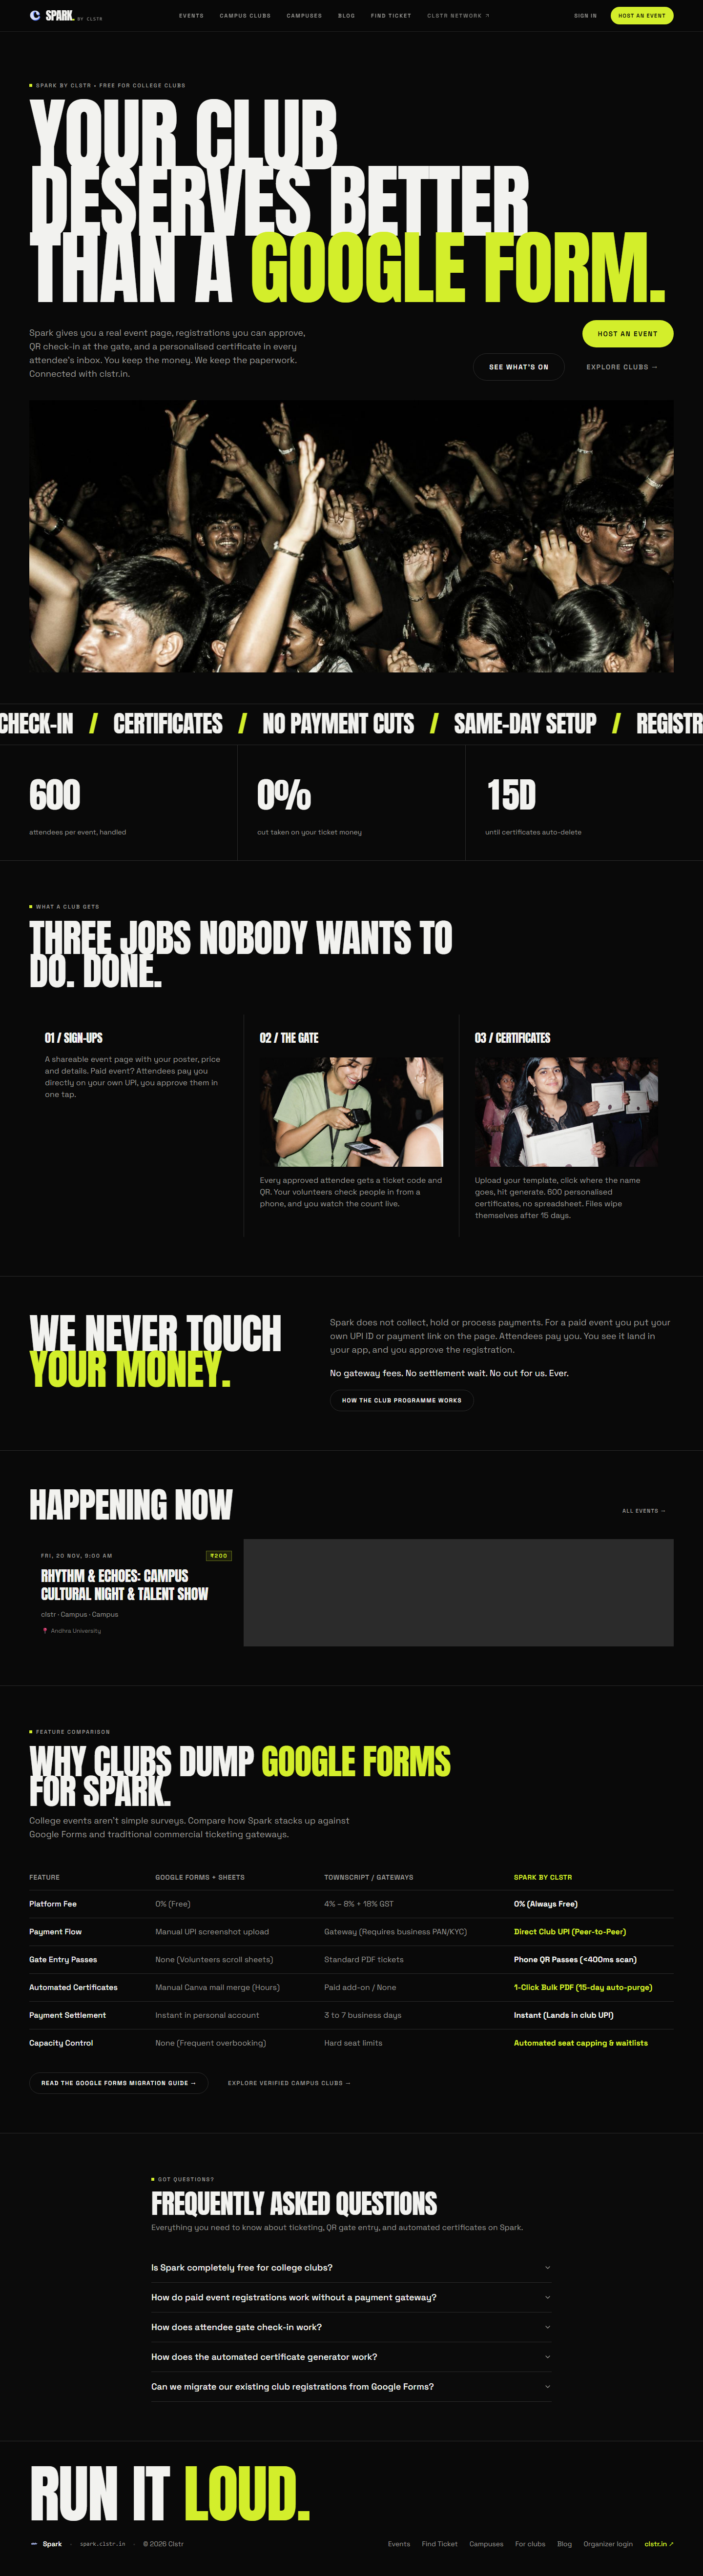 SPARK. BY CLSTR
EVENTS CAMPUS CLUBS CAMPUSES BLOG FIND TICKET CLSTR NETWORK ↗
SIGN IN HOST AN EVENT
SPARK BY CLSTR • FREE FOR COLLEGE CLUBS
YOUR CLUB
DESERVES BETTER
THAN A GOOGLE FORM.
Spark gives you a real event page, registrations you can approve,
QR check-in at the gate, and a personalised certificate in every
attendee's inbox. You keep the money. We keep the paperwork.
Connected with clstr.in.
HOST AN EVENT
SEE WHAT'S ON EXPLORE CLUBS →
CHECK-IN / CERTIFICATES / NO PAYMENT CUTS / SAME-DAY SETUP / REGISTR
600
attendees per event, handled
0%
cut taken on your ticket money
15D
until certificates auto-delete
WHAT A CLUB GETS
THREE JOBS NOBODY WANTS TO
DO. DONE.
01 / SIGN-UPS
A shareable event page with your poster, price
and details. Paid event? Attendees pay you
directly on your own UPI, you approve them in
one tap.
02 / THE GATE
Every approved attendee gets a ticket code and
QR. Your volunteers check people in from a
phone, and you watch the count live.
03 / CERTIFICATES
Upload your template, click where the name
goes, hit generate. 600 personalised
certificates, no spreadsheet. Files wipe
themselves after 15 days.
WE NEVER TOUCH
YOUR MONEY.
Spark does not collect, hold or process payments. For a paid event you put your
own UPI ID or payment link on the page. Attendees pay you. You see it land in
your app, and you approve the registration.
No gateway fees. No settlement wait. No cut for us. Ever.
HOW THE CLUB PROGRAMME WORKS
HAPPENING NOW
ALL EVENTS →
FRI, 20 NOV, 9:00 AM ₹200
RHYTHM & ECHOES: CAMPUS
CULTURAL NIGHT & TALENT SHOW
clstr · Campus · Campus
📍 Andhra University
FEATURE COMPARISON
WHY CLUBS DUMP GOOGLE FORMS
FOR SPARK.
College events aren't simple surveys. Compare how Spark stacks up against
Google Forms and traditional commercial ticketing gateways.
FEATURE GOOGLE FORMS + SHEETS TOWNSCRIPT / GATEWAYS SPARK BY CLSTR
Platform Fee 0% (Free) 4% – 8% + 18% GST 0% (Always Free)
Payment Flow Manual UPI screenshot upload Gateway (Requires business PAN/KYC) Direct Club UPI (Peer-to-Peer)
Gate Entry Passes None (Volunteers scroll sheets) Standard PDF tickets Phone QR Passes (<400ms scan)
Automated Certificates Manual Canva mail merge (Hours) Paid add-on / None 1-Click Bulk PDF (15-day auto-purge)
Payment Settlement Instant in personal account 3 to 7 business days Instant (Lands in club UPI)
Capacity Control None (Frequent overbooking) Hard seat limits Automated seat capping & waitlists
READ THE GOOGLE FORMS MIGRATION GUIDE → EXPLORE VERIFIED CAMPUS CLUBS →
GOT QUESTIONS?
FREQUENTLY ASKED QUESTIONS
Everything you need to know about ticketing, QR gate entry, and automated certificates on Spark.
Is Spark completely free for college clubs?
How do paid event registrations work without a payment gateway?
How does attendee gate check-in work?
How does the automated certificate generator work?
Can we migrate our existing club registrations from Google Forms?
RUN IT LOUD.
Spark · spark.clstr.in · © 2026 Clstr
Events Find Ticket Campuses For clubs Blog Organizer login clstr.in ↗